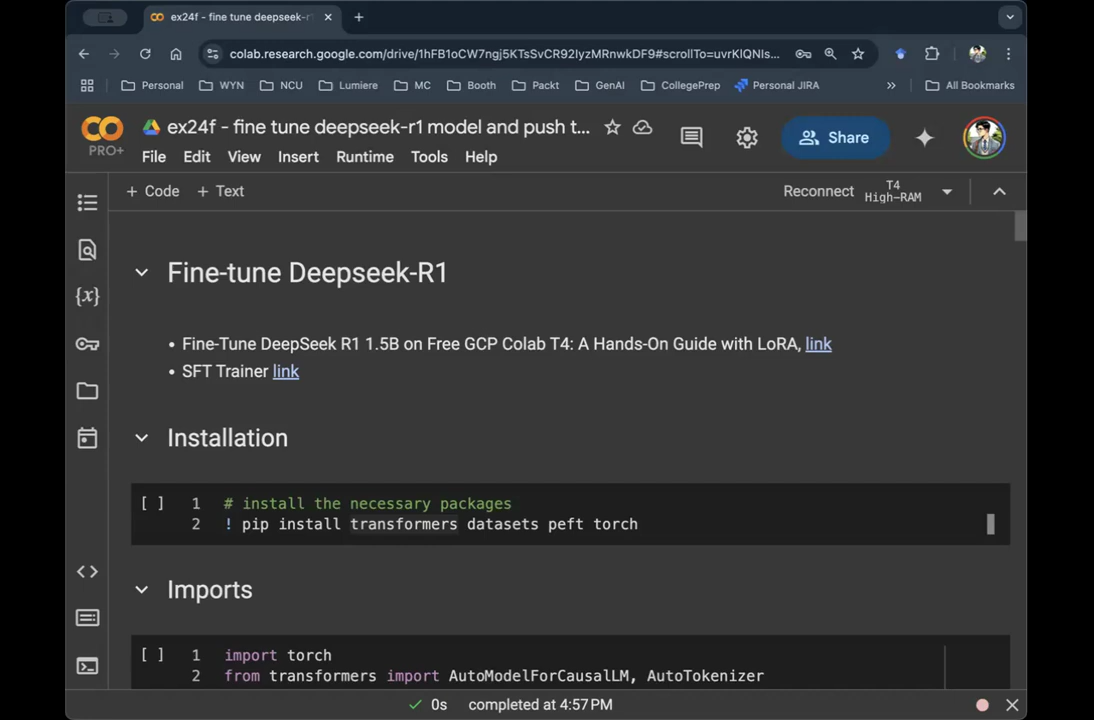 ex24f - fine tune deepseek-r1
colab.research.google.com/drive/1hFB1oCW7ngj5KTsSvCR92IyzMRnwkDF9#scrollTo=uvrKIQNIs...
Personal WYN NCU Lumiere MC Booth Packt GenAI CollegePrep Personal JIRA » All Bookmarks
ex24f - fine tune deepseek-r1 model and push t...
PRO+
File Edit View Insert Runtime Tools Help
Share
+ Code + Text
Reconnect T4
High-RAM
Fine-tune Deepseek-R1
• Fine-Tune DeepSeek R1 1.5B on Free GCP Colab T4: A Hands-On Guide with LoRA, link
• SFT Trainer link
Installation
[ ] 1 # install the necessary packages
2 ! pip install transformers datasets peft torch
Imports
[ ] 1 import torch
2 from transformers import AutoModelForCausalLM, AutoTokenizer
0s completed at 4:57 PM